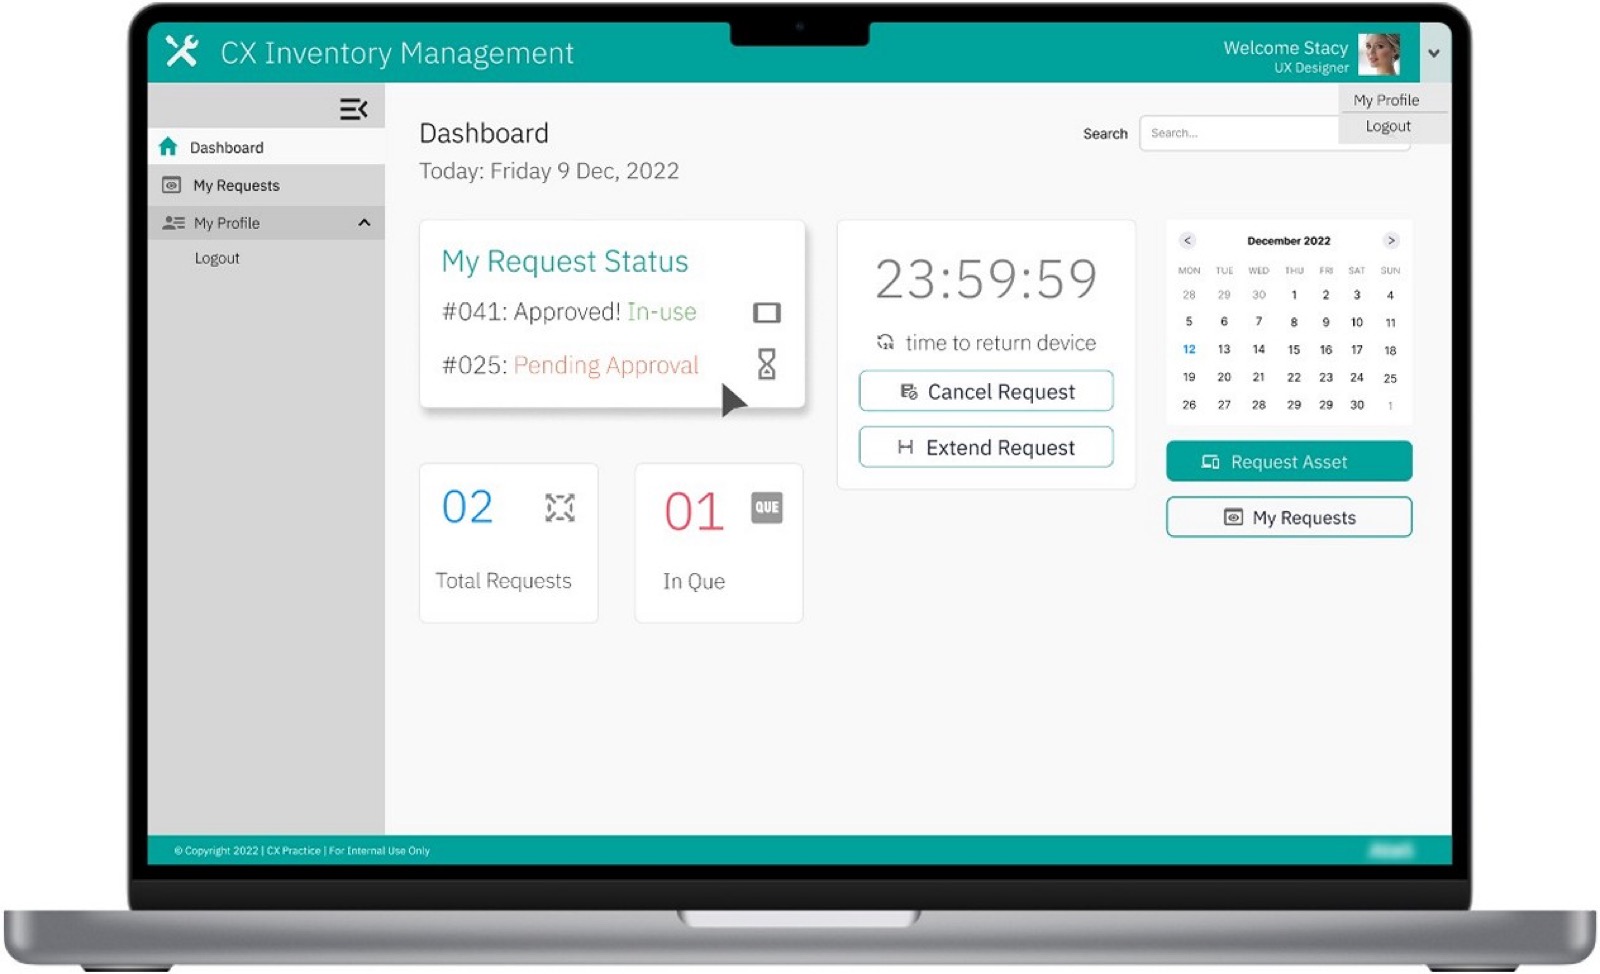 CX Inventory Management
Welcome Stacy
UX Designer
My Profile
Logout
Dashboard
My Requests
My Profile
Logout
Dashboard
Today: Friday 9 Dec, 2022
Search
Search...
My Request Status
#041: Approved! In-use
#025: Pending Approval
02
Total Requests
01
QUE
In Que
23:59:59
24
time to return device
Cancel Request
Extend Request
< December 2022 >
MON TUE WED THU FRI SAT SUN
28 29 30 1 2 3 4
5 6 7 8 9 10 11
12 13 14 15 16 17 18
19 20 21 22 23 24 25
26 27 28 29 29 30 1
Request Asset
My Requests
© Copyright 2022 | CX Practice | For Internal Use Only